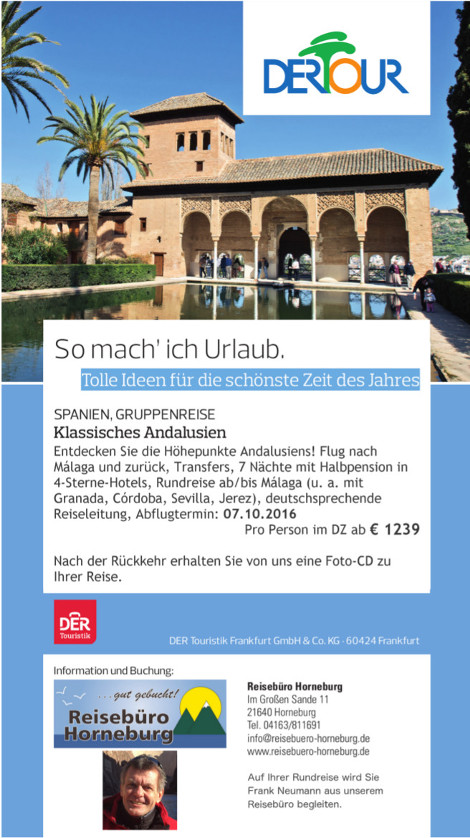 DERTOUR
So mach' ich Urlaub.
Tolle Ideen für die schönste Zeit des Jahres
SPANIEN, GRUPPENREISE
Klassisches Andalusien
Entdecken Sie die Höhepunkte Andalusiens! Flug nach
Málaga und zurück, Transfers, 7 Nächte mit Halbpension in
4-Sterne-Hotels, Rundreise ab/bis Málaga (u. a. mit
Granada, Córdoba, Sevilla, Jerez), deutschsprechende
Reiseleitung, Abflugtermin: 07.10.2016
Pro Person im DZ ab € 1239
Nach der Rückkehr erhalten Sie von uns eine Foto-CD zu
Ihrer Reise.
DER
Touristik
DER Touristik Frankfurt GmbH & Co. KG - 60424 Frankfurt
Information und Buchung:
...gut gebucht!
Reisebüro
Horneburg
Reisebüro Horneburg
Im Großen Sande 11
21640 Horneburg
Tel. 04163/811691
info@reisebuero-horneburg.de
www.reisebuero-horneburg.de
Auf Ihrer Rundreise wird Sie
Frank Neumann aus unserem
Reisebüro begleiten.